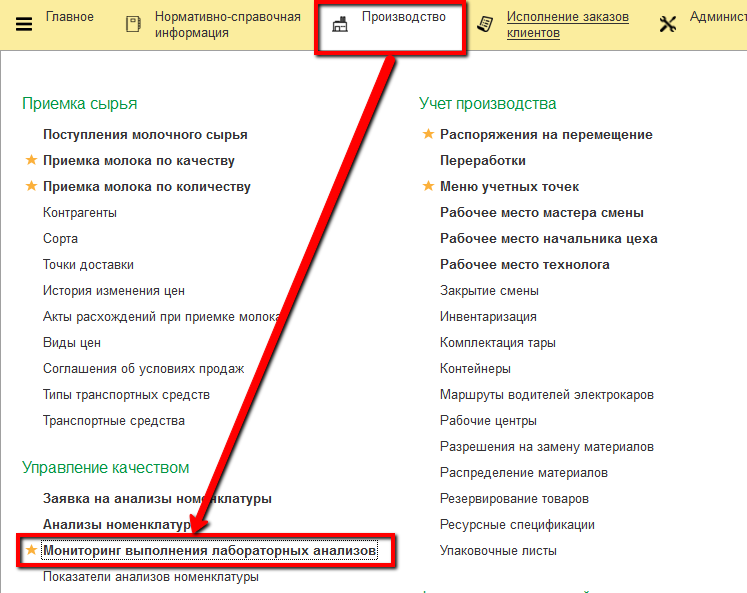 Главное
Нормативно-справочная
информация
Производство
Исполнение заказов
клиентов
Админист
Приемка сырья
Поступления молочного сырья
Приемка молока по качеству
Приемка молока по количеству
Контрагенты
Сорта
Точки доставки
История изменения цен
Акты расхождений при приемке молока
Виды цен
Соглашения об условиях продаж
Типы транспортных средств
Транспортные средства
Управление качеством
Заявка на анализы номенклатуры
Анализы номенклатур
Мониторинг выполнения лабораторных анализов
Показатели анализов номенклатуры
Учет производства
Распоряжения на перемещение
Переработки
Меню учетных точек
Рабочее место мастера смены
Рабочее место начальника цеха
Рабочее место технолога
Закрытие смены
Инвентаризация
Комплектация тары
Контейнеры
Маршруты водителей электрокаров
Рабочие центры
Разрешения на замену материалов
Распределение материалов
Резервирование товаров
Ресурсные спецификации
Упаковочные листы